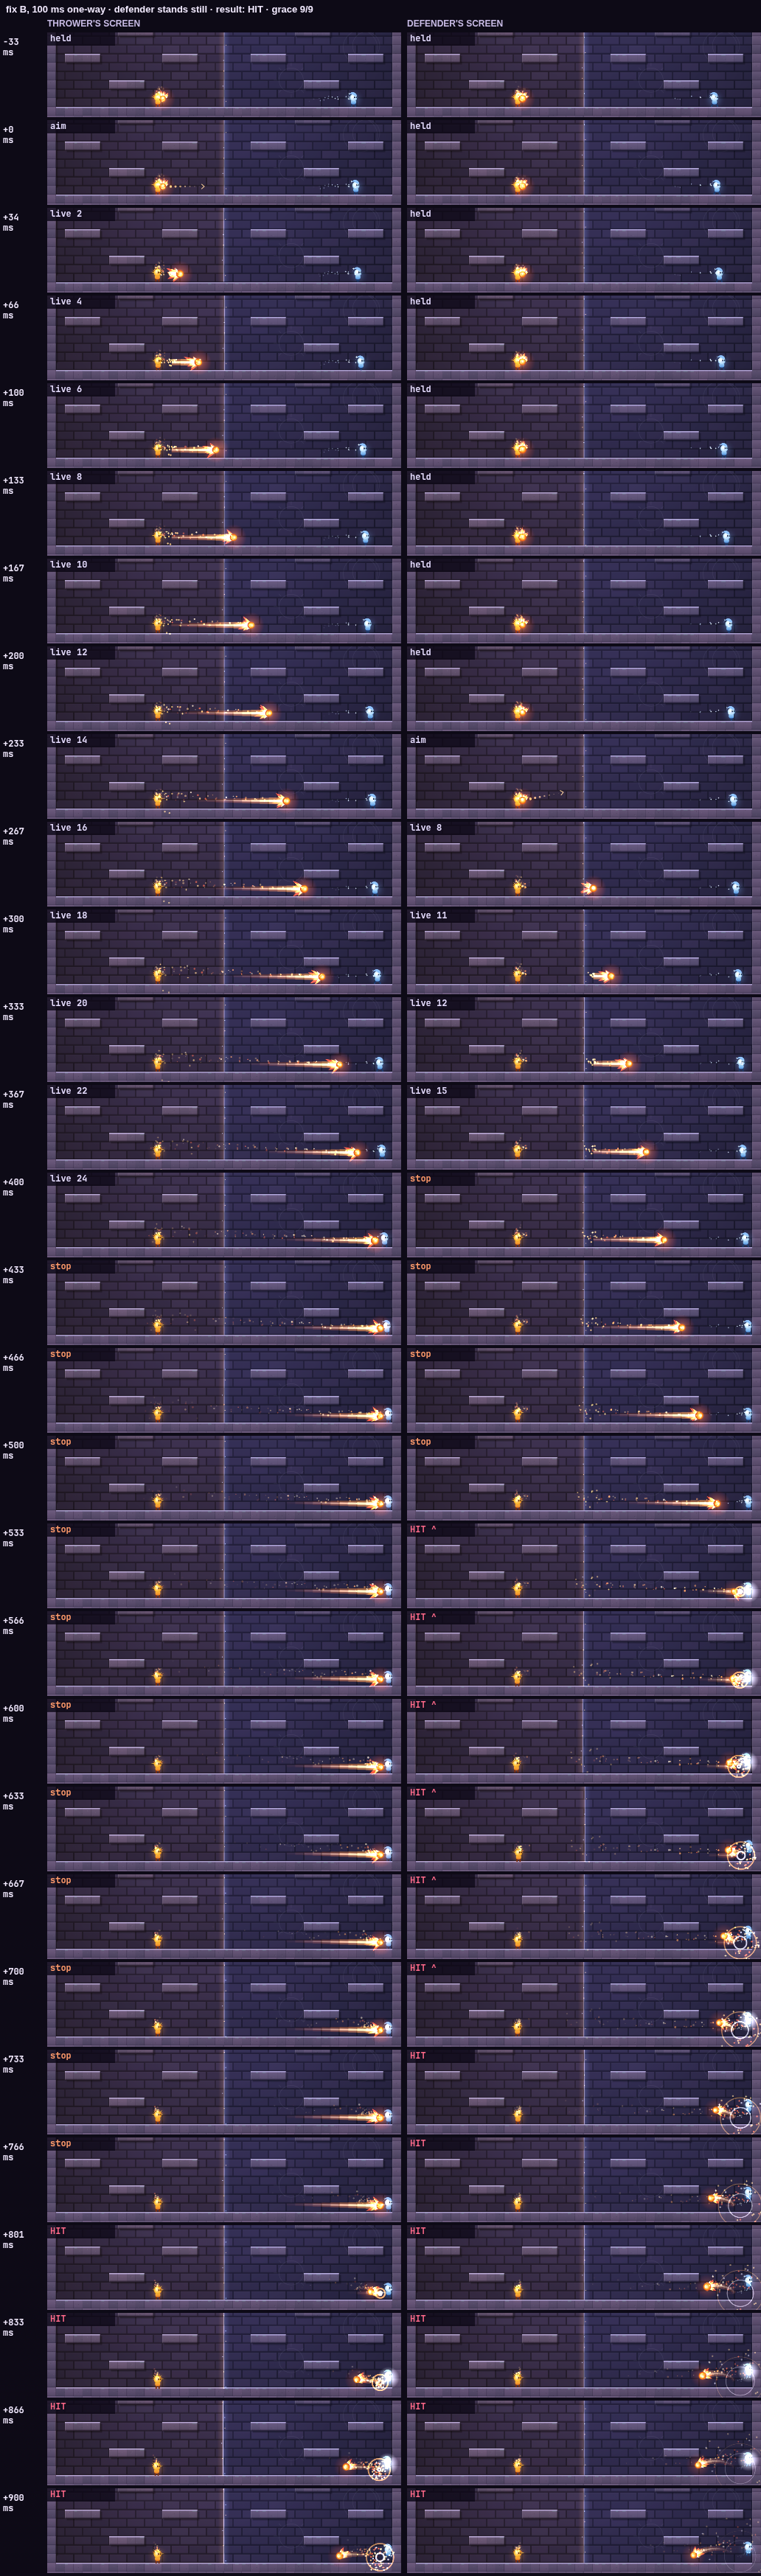 fix B, 100 ms one-way · defender stands still · result: HIT · grace 9/9
THROWER'S SCREEN DEFENDER'S SCREEN
-33 ms held held
+0 ms aim held
+34 ms live 2 held
+66 ms live 4 held
+100 ms live 6 held
+133 ms live 8 held
+167 ms live 10 held
+200 ms live 12 held
+233 ms live 14 aim
+267 ms live 16 live 8
+300 ms live 18 live 11
+333 ms live 20 live 12
+367 ms live 22 live 15
+400 ms live 24 stop
+433 ms stop stop
+466 ms stop stop
+500 ms stop stop
+533 ms stop HIT ^
+566 ms stop HIT ^
+600 ms stop HIT ^
+633 ms stop HIT ^
+667 ms stop HIT ^
+700 ms stop HIT ^
+733 ms stop HIT
+766 ms stop HIT
+801 ms HIT HIT
+833 ms HIT HIT
+866 ms HIT HIT
+900 ms HIT HIT